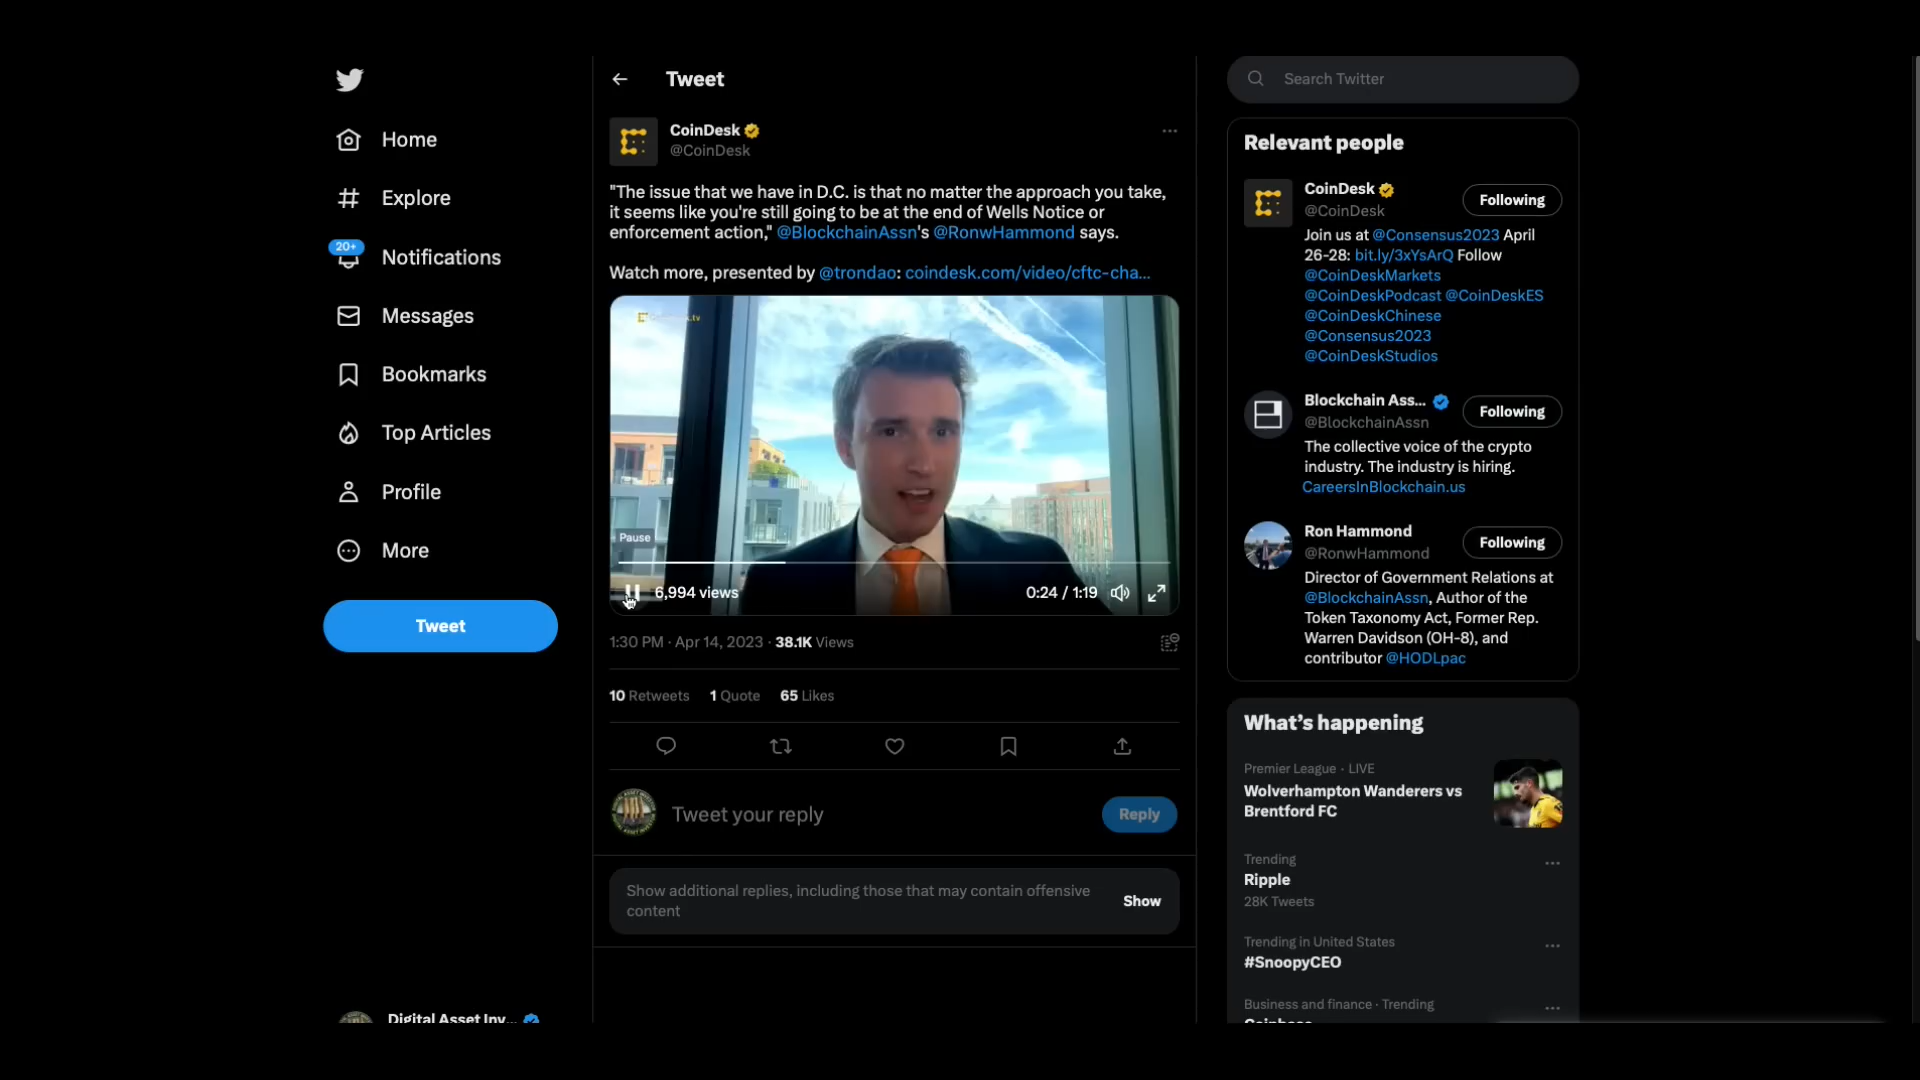 Home
Explore
20+
Notifications
Messages
Bookmarks
Top Articles
Profile
More
Tweet
Digital Asset Inv...
Tweet
CoinDesk
@CoinDesk
"The issue that we have in D.C. is that no matter the approach you take,
it seems like you're still going to be at the end of Wells Notice or
enforcement action," @BlockchainAssn's @RonwHammond says.
Watch more, presented by @trondao: coindesk.com/video/cftc-cha...
Pause
6,994 views
0:24 / 1:19
1:30 PM · Apr 14, 2023 · 38.1K Views
10 Retweets 1 Quote 65 Likes
Tweet your reply
Reply
Show additional replies, including those that may contain offensive
content
Show
Search Twitter
Relevant people
CoinDesk
@CoinDesk
Following
Join us at @Consensus2023 April
26-28: bit.ly/3xYsArQ Follow
@CoinDeskMarkets
@CoinDeskPodcast @CoinDeskES
@CoinDeskChinese
@Consensus2023
@CoinDeskStudios
Blockchain Ass...
@BlockchainAssn
Following
The collective voice of the crypto
industry. The industry is hiring.
CareersInBlockchain.us
Ron Hammond
@RonwHammond
Following
Director of Government Relations at
@BlockchainAssn, Author of the
Token Taxonomy Act, Former Rep.
Warren Davidson (OH-8), and
contributor @HODLpac
What's happening
Premier League · LIVE
Wolverhampton Wanderers vs
Brentford FC
Trending
Ripple
28K Tweets
Trending in United States
#SnoopyCEO
Business and finance · Trending